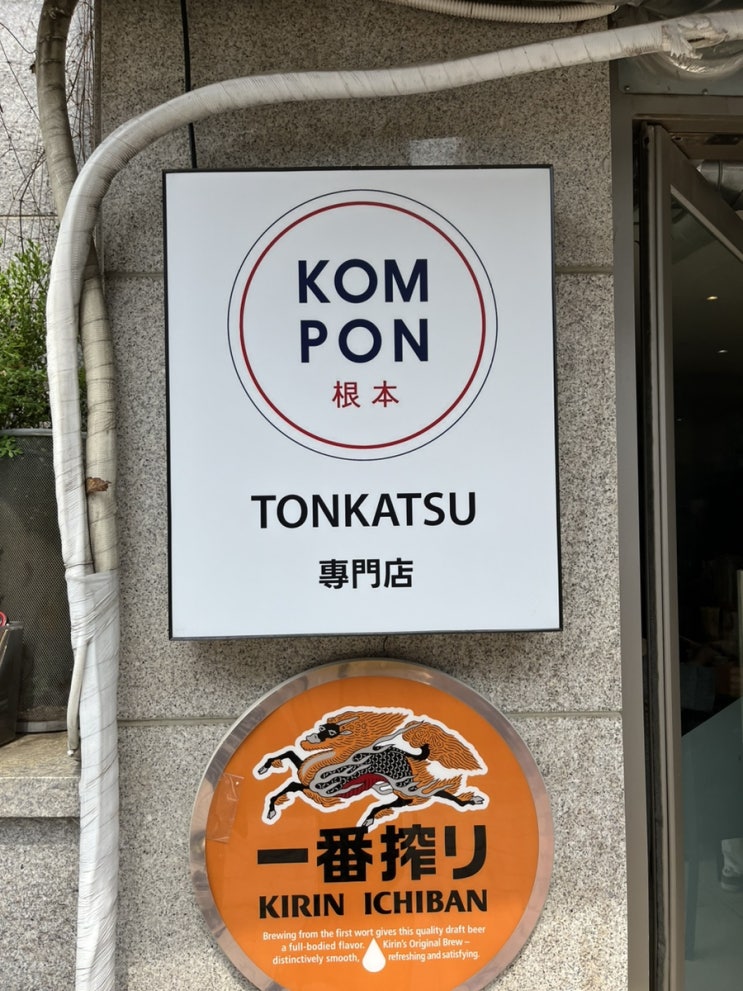 KOM
PON
根本
TONKATSU
專門店
一番搾り
KIRIN ICHIBAN
Brewing from the first wort gives this quality draft beer
a full-bodied flavor. Kirin's Original Brew –
distinctively smooth, refreshing and satisfying.